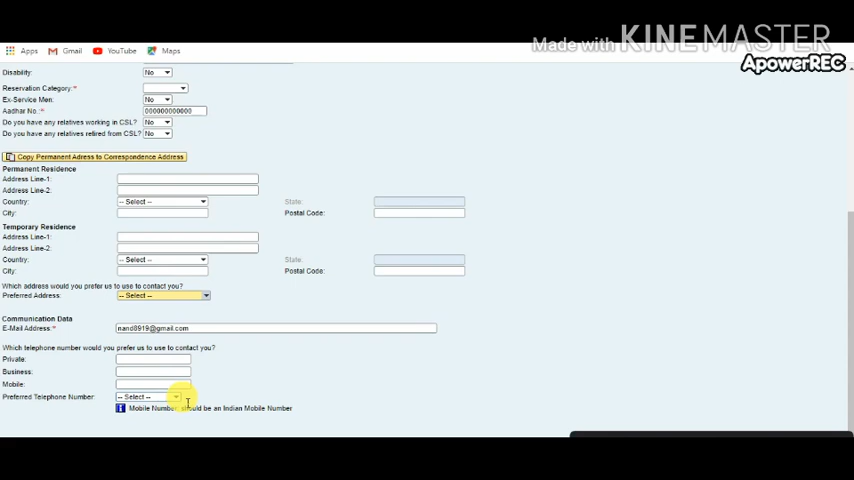 Made with KINEMASTER
Apps Gmail YouTube Maps
ApowerREC
Disability: No
Reservation Category:*
Ex-Service Men: No
Aadhar No.:* 000000000000
Do you have any relatives working in CSL? No
Do you have any relatives retired from CSL? No
Copy Permanent Adress to Correspondence Address
Permanent Residence
Address Line-1:
Address Line-2:
Country: -- Select -- State:
City: Postal Code:
Temporary Residence
Address Line-1:
Address Line-2:
Country: -- Select -- State:
City: Postal Code:
Which address would you prefer us to use to contact you?
Preferred Address: -- Select --
Communication Data
E-Mail Address:* nand8919@gmail.com
Which telephone number would you prefer us to use to contact you?
Private:
Business:
Mobile:
Preferred Telephone Number: -- Select --
Mobile Number should be an Indian Mobile Number